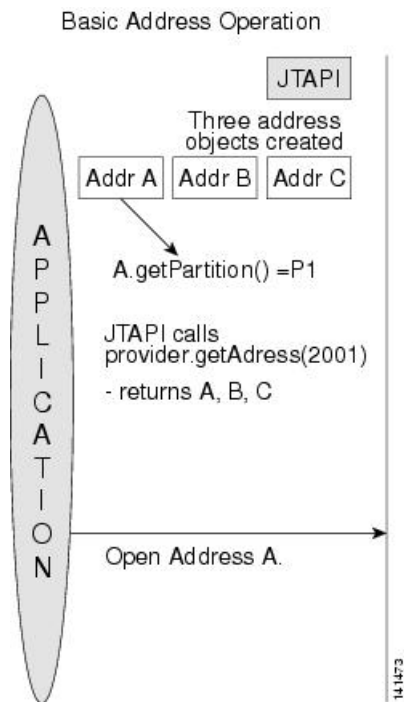 Basic Address Operation
JTAPI
Three address
objects created
Addr A
Addr B
Addr C
A.getPartition() =P1
JTAPI calls
provider.getAdress(2001)
- returns A, B, C
APPLICATION
Open Address A.
141473